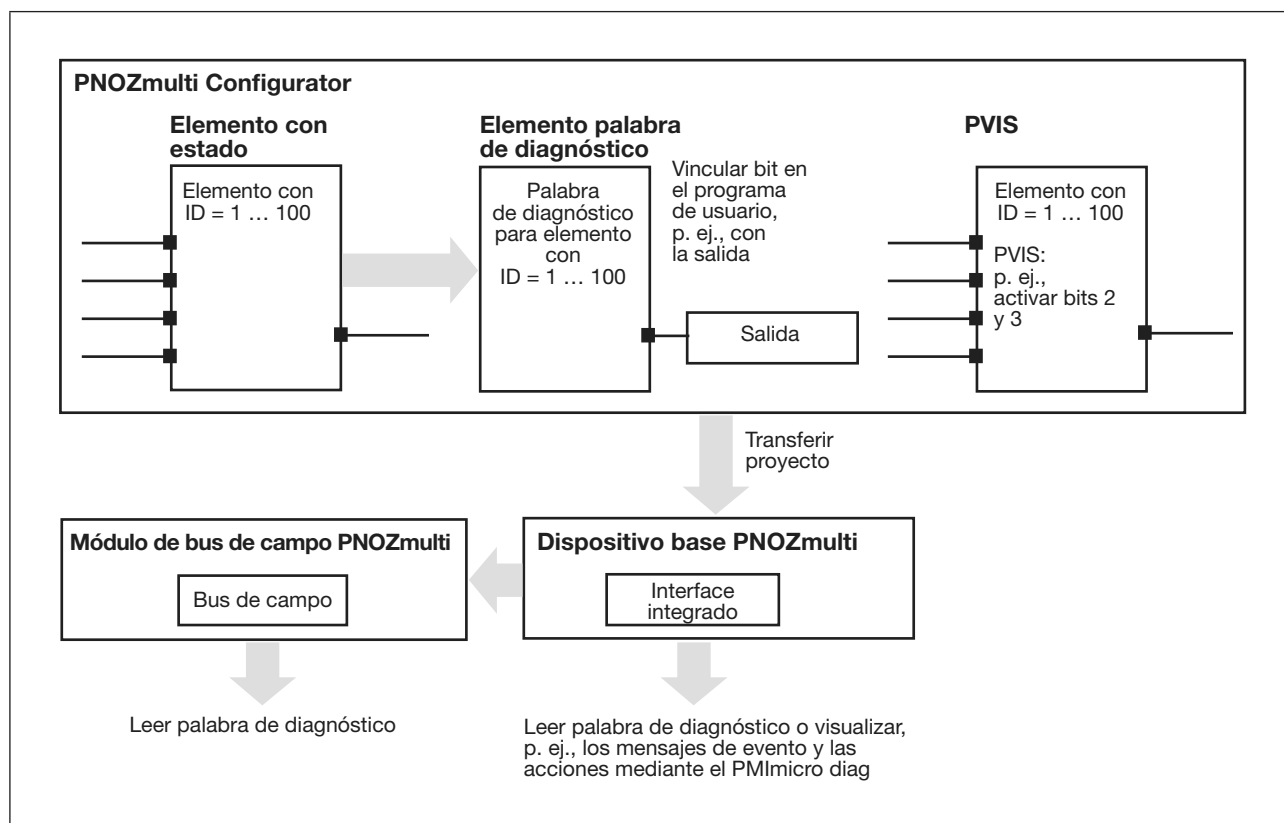 PNOZmulti Configurator
Elemento con
estado
Elemento con
ID = 1 … 100
Elemento palabra
de diagnóstico
Palabra
de diagnóstico
para elemento
con
ID = 1 … 100
Vincular bit en
el programa
de usuario,
p. ej., con
la salida
Salida
PVIS
Elemento con
ID = 1 … 100
PVIS:
p. ej.,
activar bits 2
y 3
Transferir
proyecto
Módulo de bus de campo PNOZmulti
Bus de campo
Dispositivo base PNOZmulti
Interface
integrado
Leer palabra de diagnóstico
Leer palabra de diagnóstico o visualizar,
p. ej., los mensajes de evento y las
acciones mediante el PMImicro diag